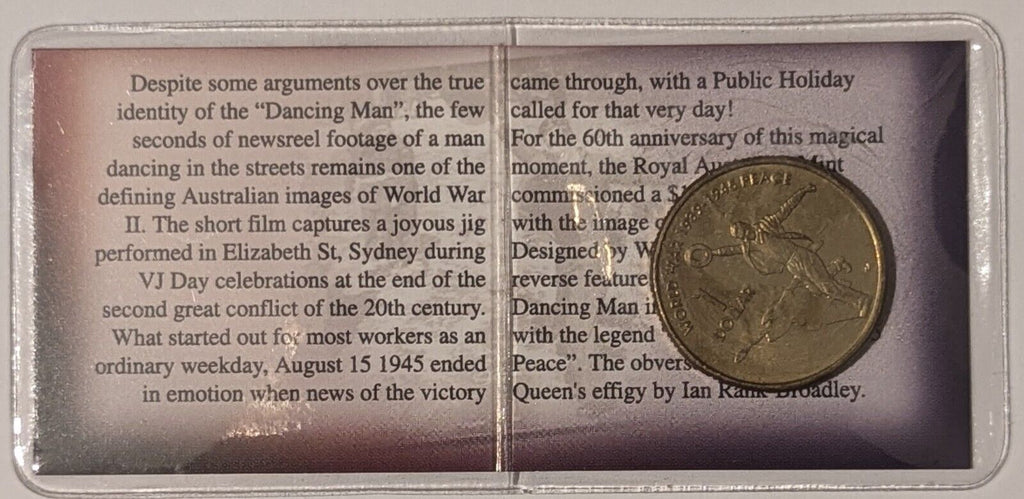 Despite some arguments over the true
identity of the “Dancing Man”, the few
seconds of newsreel footage of a man
dancing in the streets remains one of the
defining Australian images of World War
II. The short film captures a joyous jig
performed in Elizabeth St, Sydney during
VJ Day celebrations at the end of the
second great conflict of the 20th century.
What started out for most workers as an
ordinary weekday, August 15 1945 ended
in emotion when news of the victory
came through, with a Public Holiday
called for that very day!
For the 60th anniversary of this magical
moment, the Royal
commissioned a
with the image
Designed by
reverse feature
Dancing Man
with the legend
Peace”. The
Queen's effigy by Ian Rank-Broadley.
WORLD WAR 1939-1945 PEACE
DOLLAR